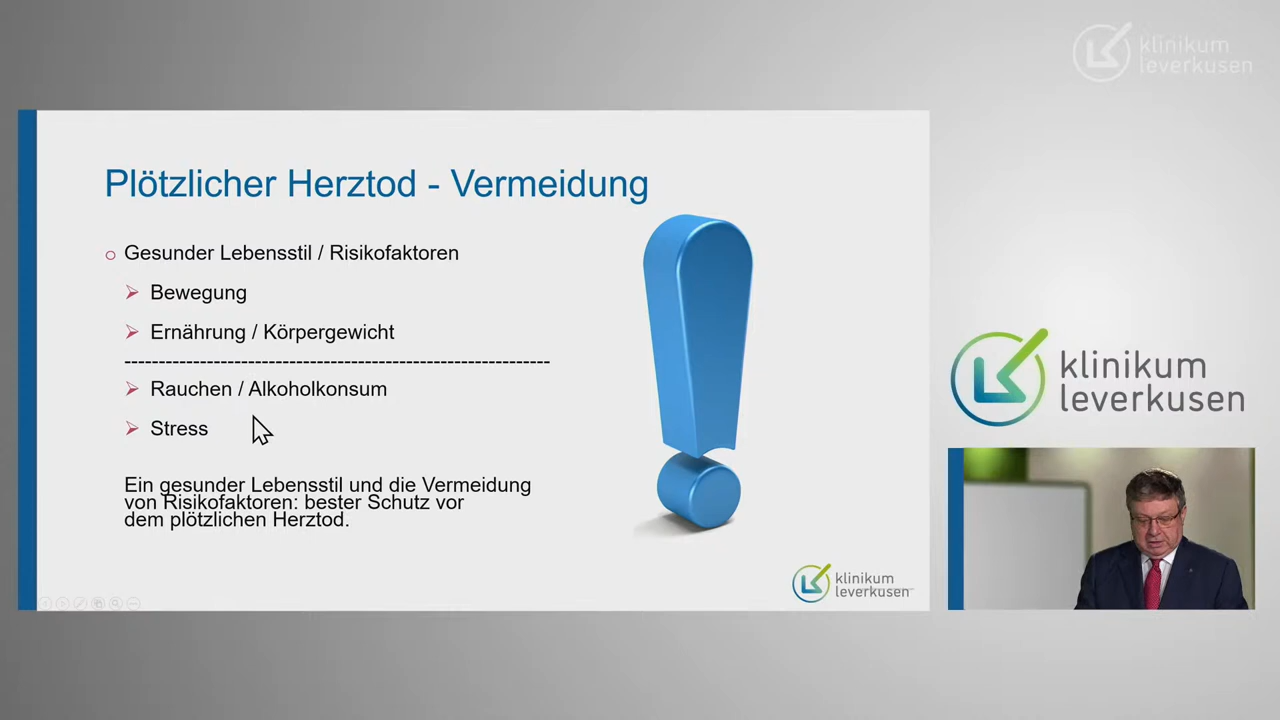 klinikum
leverkusen
Plötzlicher Herztod - Vermeidung
Gesunder Lebensstil / Risikofaktoren
Bewegung
Ernährung / Körpergewicht
--------------------------------------------------------------
Rauchen / Alkoholkonsum
Stress
Ein gesunder Lebensstil und die Vermeidung
von Risikofaktoren: bester Schutz vor
dem plötzlichen Herztod.
klinikum
leverkusen
klinikum
leverkusen